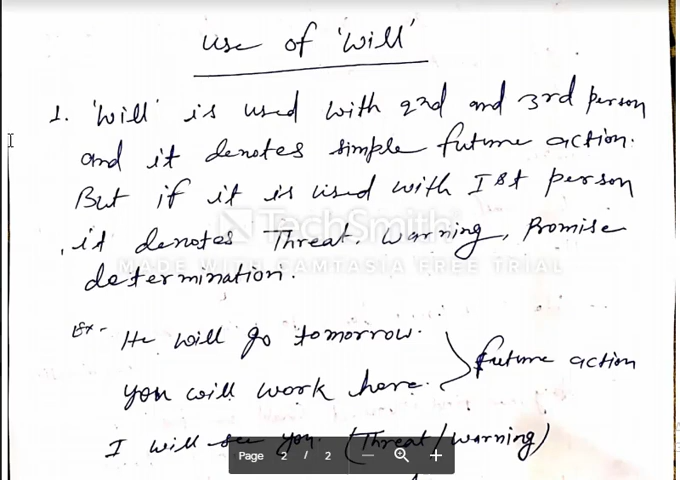 use of 'will'
1. 'Will' is used with 2nd and 3rd person
and it denotes simple future action.
But if it is used with Ist person
it denotes Threat, Warning, Promise
TechSmith
MADE WITH CAMTASIA FREE TRIAL
determination.
Ex- He will go tomorrow.
you will work here.
future action
I will see you. (Threat/Warning)
Page 2 / 2